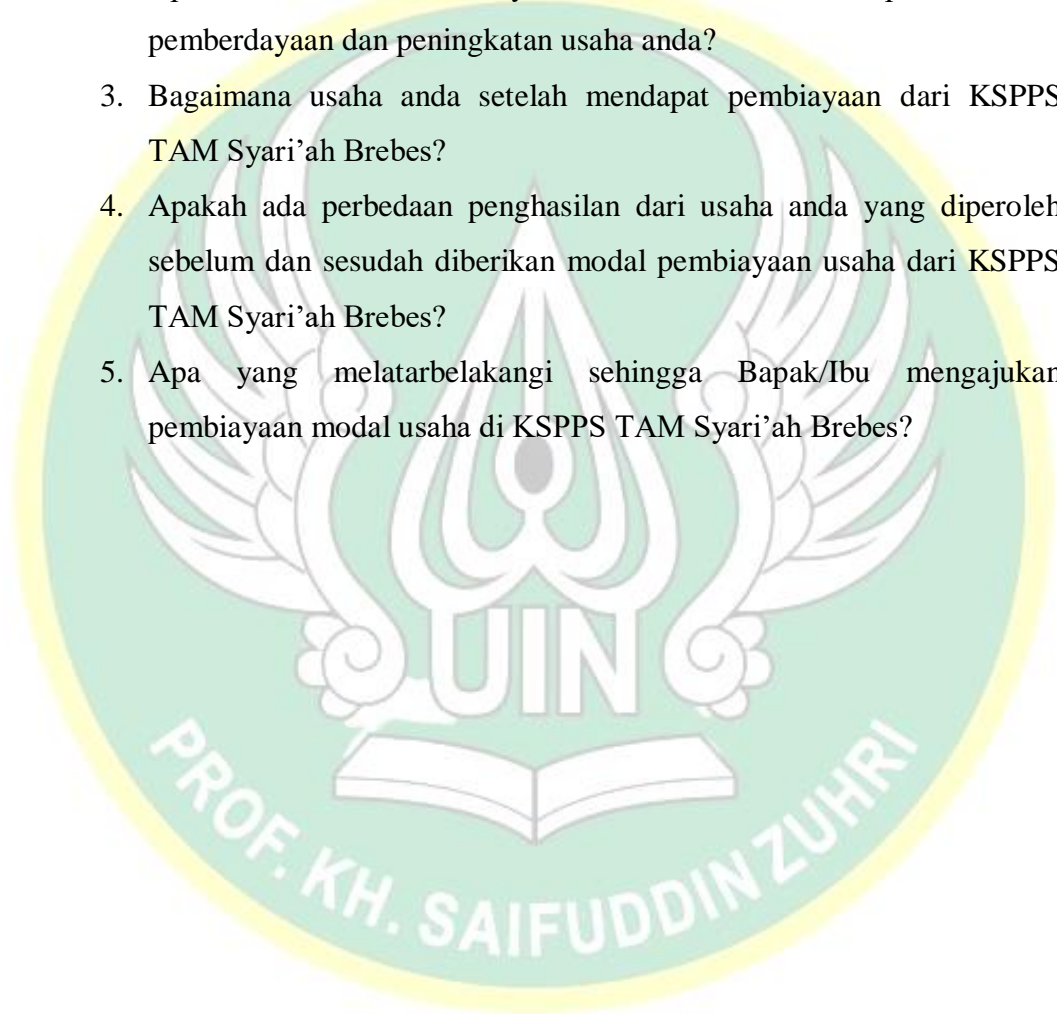 pemberdayaan dan peningkatan usaha anda?
3. Bagaimana usaha anda setelah mendapat pembiayaan dari KSPPS
TAM Syari’ah Brebes?
4. Apakah ada perbedaan penghasilan dari usaha anda yang diperoleh
sebelum dan sesudah diberikan modal pembiayaan usaha dari KSPPS
TAM Syari’ah Brebes?
5. Apa yang melatarbelakangi sehingga Bapak/Ibu mengajukan
pembiayaan modal usaha di KSPPS TAM Syari’ah Brebes?
UIN
PROF. KH. SAIFUDDIN ZUHRI